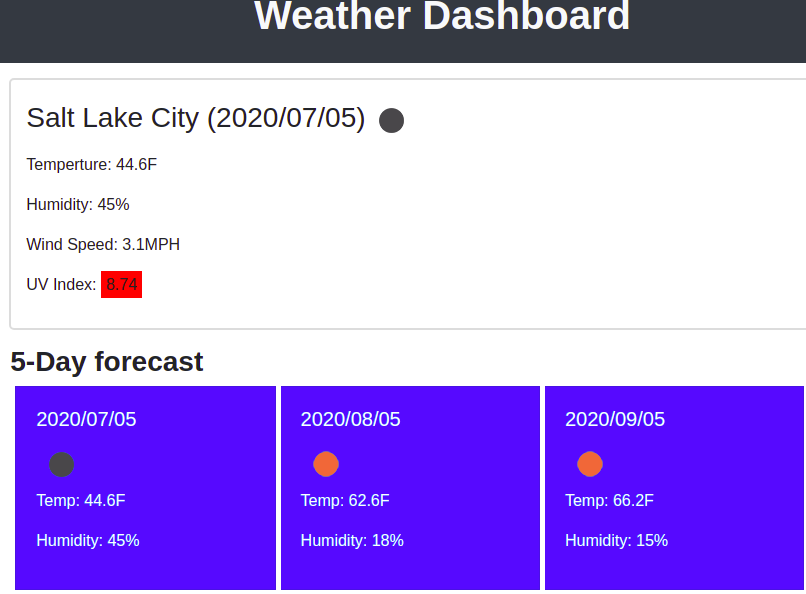 Weather Dashboard
Salt Lake City (2020/07/05)
Temperture: 44.6F
Humidity: 45%
Wind Speed: 3.1MPH
UV Index: 8.74
5-Day forecast
2020/07/05
Temp: 44.6F
Humidity: 45%
2020/08/05
Temp: 62.6F
Humidity: 18%
2020/09/05
Temp: 66.2F
Humidity: 15%